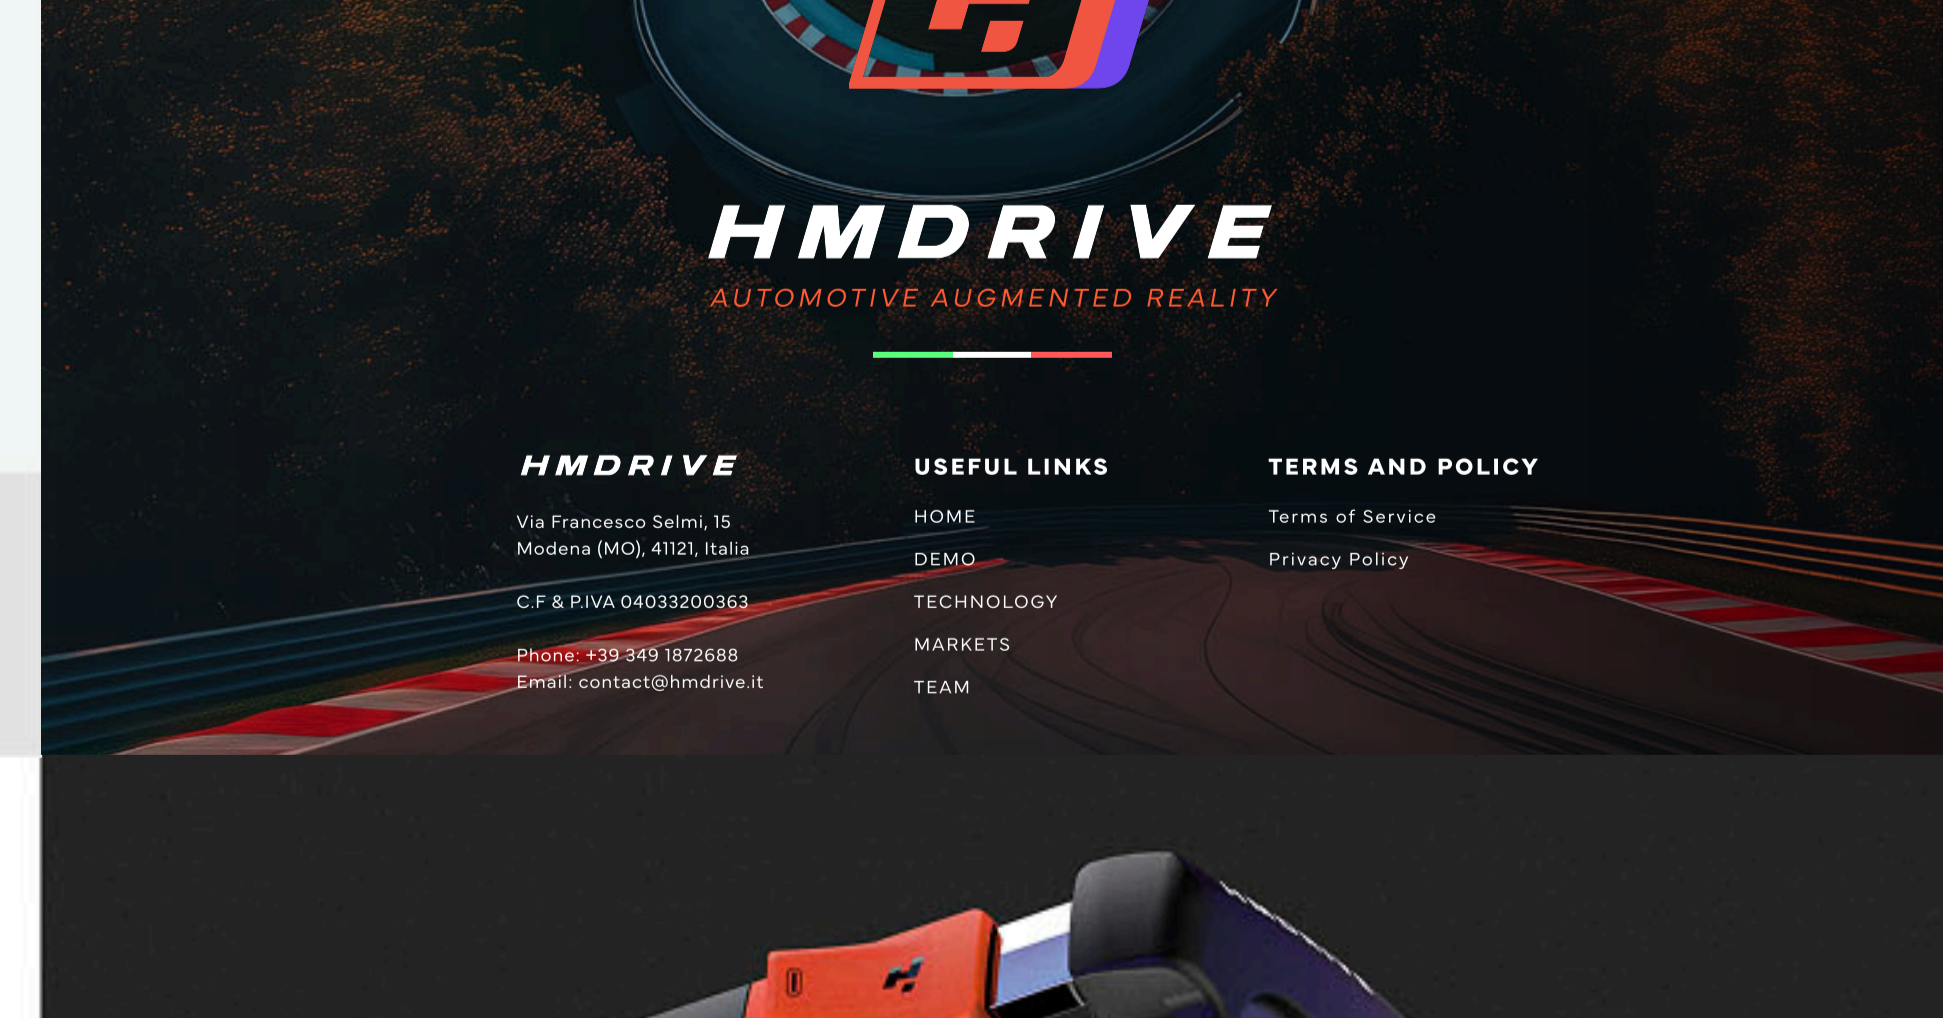 HMDRIVE
AUTOMOTIVE AUGMENTED REALITY
HMDRIVE
Via Francesco Selmi, 15
Modena (MO), 41121, Italia
C.F & P.IVA 04033200363
Phone: +39 349 1872688
Email: contact@hmdrive.it
USEFUL LINKS
HOME
DEMO
TECHNOLOGY
MARKETS
TEAM
TERMS AND POLICY
Terms of Service
Privacy Policy